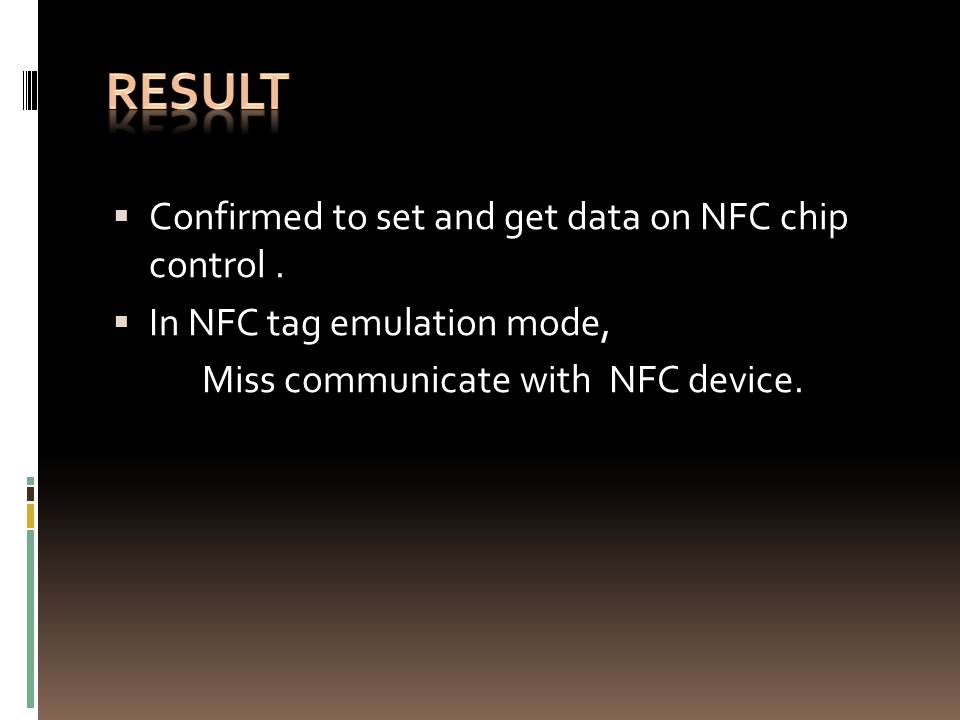 RESULT
▪ Confirmed to set and get data on NFC chip
control .
▪ In NFC tag emulation mode,
Miss communicate with  NFC device.